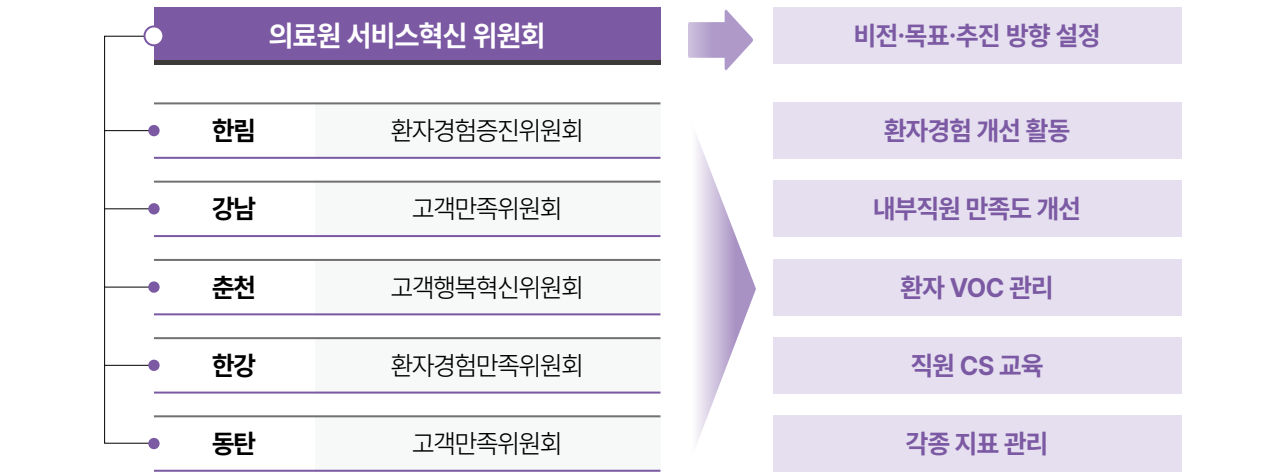 의료원 서비스혁신 위원회
비전·목표·추진 방향 설정
한림 환자경험증진위원회
환자경험 개선 활동
강남 고객만족위원회
내부직원 만족도 개선
춘천 고객행복혁신위원회
환자 VOC 관리
한강 환자경험만족위원회
직원 CS 교육
동탄 고객만족위원회
각종 지표 관리